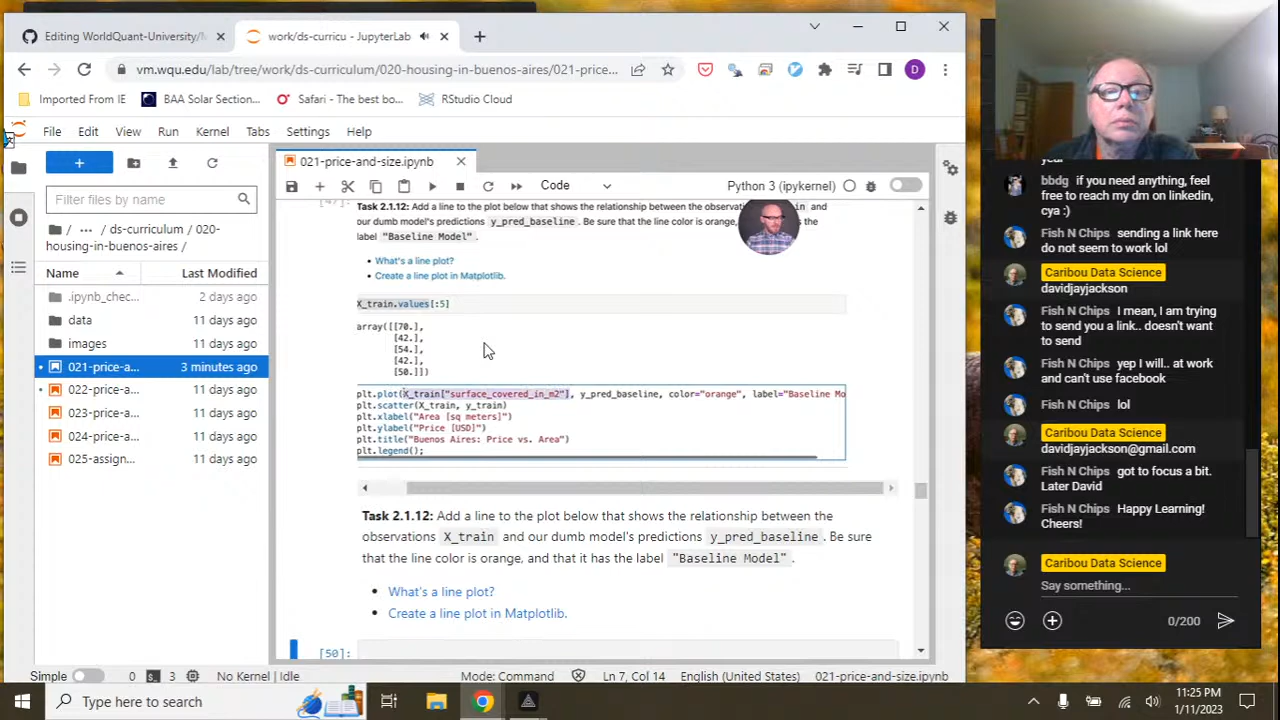 Editing WorldQuant-University/M
work/ds-curricu - JupyterLab
vm.wqu.edu/lab/tree/work/ds-curriculum/020-housing-in-buenos-aires/021-price...
D
Imported From IE
BAA Solar Section...
Safari - The best bo...
RStudio Cloud
File Edit View Run Kernel Tabs Settings Help
021-price-and-size.ipynb
Code
Python 3 (ipykernel)
Filter files by name
/ ... / ds-curriculum / 020-
housing-in-buenos-aires /
Name Last Modified
.ipynb_chec... 2 days ago
data 11 days ago
images 11 days ago
021-price-a... 3 minutes ago
022-price-a... 11 days ago
023-price-a... 11 days ago
024-price-a... 11 days ago
025-assign... 11 days ago
[47]:
Task 2.1.12: Add a line to the plot below that shows the relationship between the observations and
our dumb model's predictions y_pred_baseline. Be sure that the line color is orange, the
label "Baseline Model".
What's a line plot?
Create a line plot in Matplotlib.
X_train.values[:5]
array([[70.],
[42.],
[54.],
[42.],
[50.]])
plt.plot(X_train["surface_covered_in_m2"], y_pred_baseline, color="orange", label="Baseline Mo
plt.scatter(X_train, y_train)
plt.xlabel("Area [sq meters]")
plt.ylabel("Price [USD]")
plt.title("Buenos Aires: Price vs. Area")
plt.legend();
Task 2.1.12: Add a line to the plot below that shows the relationship between the
observations X_train and our dumb model's predictions y_pred_baseline. Be sure
that the line color is orange, and that it has the label "Baseline Model".
What's a line plot?
Create a line plot in Matplotlib.
[50]:
Simple 0 3 No Kernel | Idle Mode: Command Ln 7, Col 14 English (United States) 021-price-and-size.ipynb
year
bbdg if you need anything, feel
free to reach my dm on linkedin,
cya :)
Fish N Chips sending a link here
do not seem to work lol
Caribou Data Science
davidjayjackson
Fish N Chips I mean, I am trying
to send you a link.. doesn't want
to send
Fish N Chips yep I will.. at work
and can't use facebook
Fish N Chips lol
Caribou Data Science
davidjayjackson@gmail.com
Fish N Chips got to focus a bit.
Later David
Fish N Chips Happy Learning!
Cheers!
Caribou Data Science
Say something...
0/200
Type here to search
11:25 PM
1/11/2023